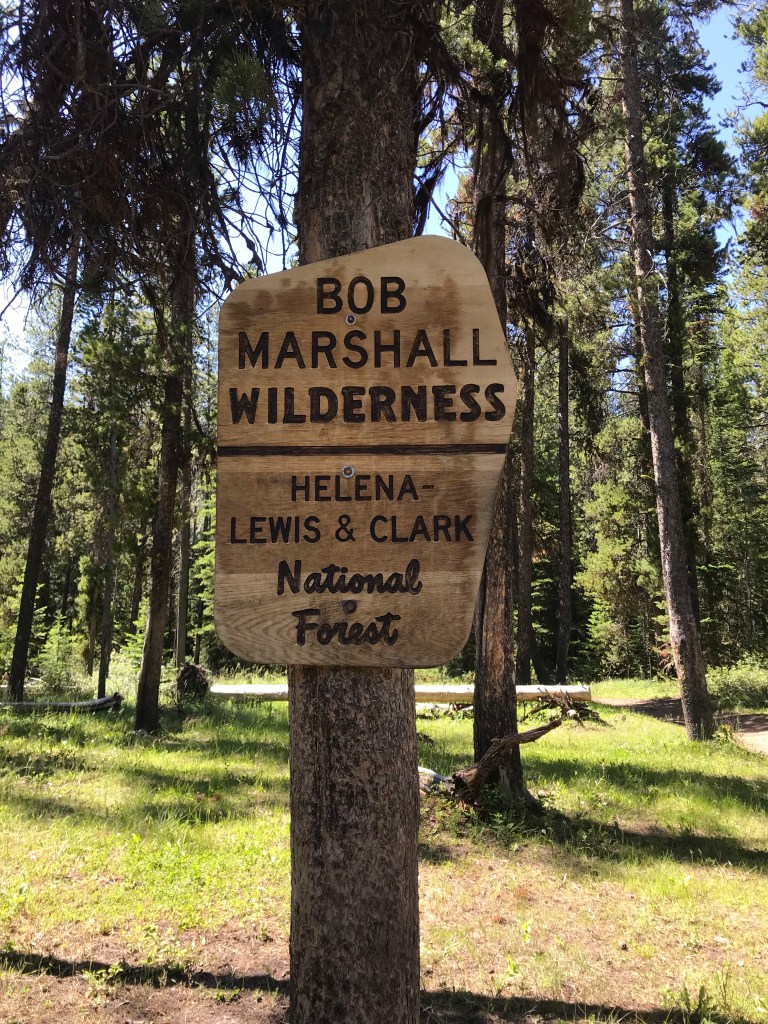 BOB
MARSHALL
WILDERNESS
HELENA-
LEWIS & CLARK
National
Forest